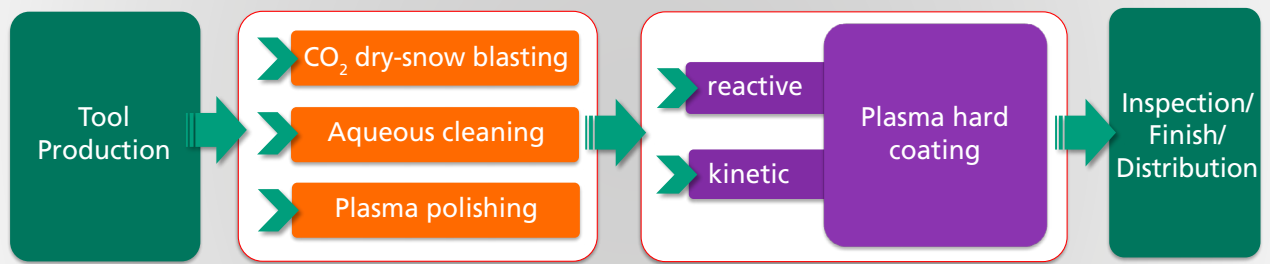 Tool
Production
CO₂ dry-snow blasting
Aqueous cleaning
Plasma polishing
reactive
kinetic
Plasma hard
coating
Inspection/
Finish/
Distribution